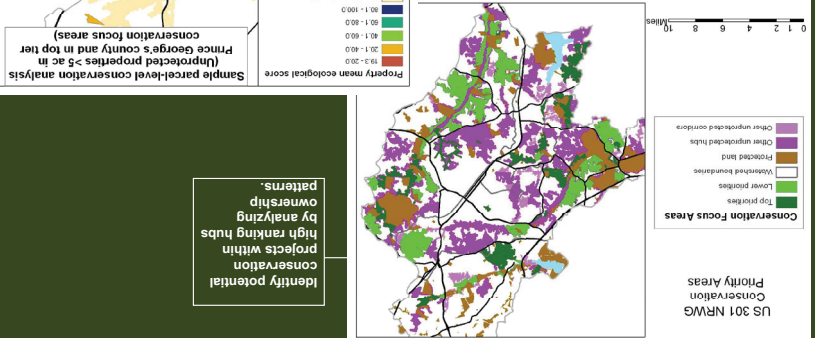 US 301 NRWG
Conservation
Priority Areas
Conservation Focus Areas
Top priorities
Lower priorities
Watershed boundaries
Protected land
Other unprotected hubs
Other unprotected corridors
0 1 2 4 6 8 10
Miles
Identify potential
conservation
projects within
high ranking hubs
by analyzing
ownership
patterns.
Property mean ecological score
19.3 - 20.0
20.1 - 40.0
40.1 - 60.0
60.1 - 80.0
80.1 - 100.0
Sample parcel-level conservation analysis
(Unprotected properties >5 ac in
Prince George's county and in top tier
conservation focus areas)